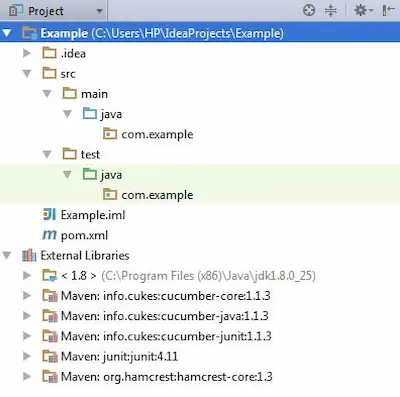 Project
Example (C:\Users\HP\IdeaProjects\Example)
.idea
src
main
java
com.example
test
java
com.example
Example.iml
pom.xml
External Libraries
< 1.8 > (C:\Program Files (x86)\Java\jdk1.8.0_25)
Maven: info.cukes:cucumber-core:1.1.3
Maven: info.cukes:cucumber-java:1.1.3
Maven: info.cukes:cucumber-junit:1.1.3
Maven: junit:junit:4.11
Maven: org.hamcrest:hamcrest-core:1.3